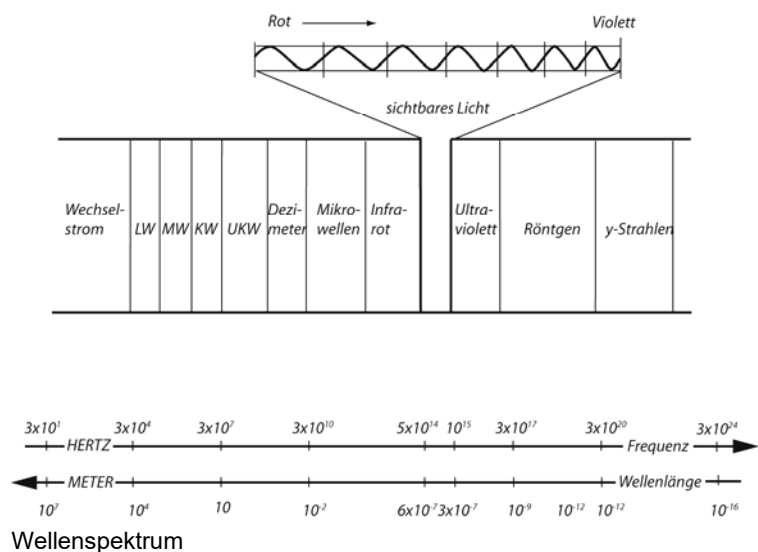 Rot Violett
sichtbares Licht
Wechsel-
strom
LW
MW
KW
UKW
Dezi-
meter
Mikro-
wellen
Infra-
rot
Ultra-
violett
Röntgen
y-Strahlen
3x10¹ 3x10⁴ 3x10⁷ 3x10¹⁰ 5x10¹⁴ 10¹⁵ 3x10¹⁷ 3x10²⁰ 3x10²⁴
HERTZ Frequenz
METER Wellenlänge
10⁷ 10⁴ 10 10⁻² 6x10⁻⁷ 3x10⁻⁷ 10⁻⁹ 10⁻¹² 10⁻¹² 10⁻¹⁶
Wellenspektrum